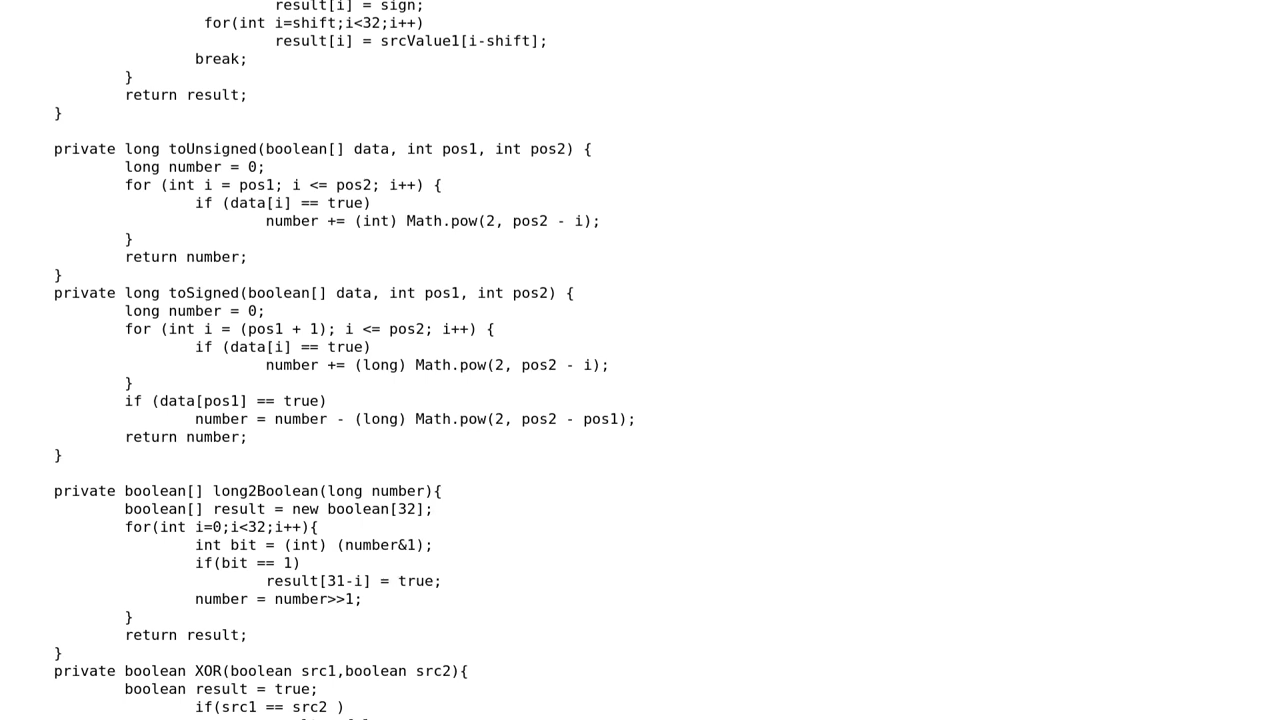 result[i] = sign;
for(int i=shift;i<32;i++)
result[i] = srcValue1[i-shift];
break;
}
return result;
}
private long toUnsigned(boolean[] data, int pos1, int pos2) {
long number = 0;
for (int i = pos1; i <= pos2; i++) {
if (data[i] == true)
number += (int) Math.pow(2, pos2 - i);
}
return number;
}
private long toSigned(boolean[] data, int pos1, int pos2) {
long number = 0;
for (int i = (pos1 + 1); i <= pos2; i++) {
if (data[i] == true)
number += (long) Math.pow(2, pos2 - i);
}
if (data[pos1] == true)
number = number - (long) Math.pow(2, pos2 - pos1);
return number;
}
private boolean[] long2Boolean(long number){
boolean[] result = new boolean[32];
for(int i=0;i<32;i++){
int bit = (int) (number&1);
if(bit == 1)
result[31-i] = true;
number = number>>1;
}
return result;
}
private boolean XOR(boolean src1,boolean src2){
boolean result = true;
if(src1 == src2 )